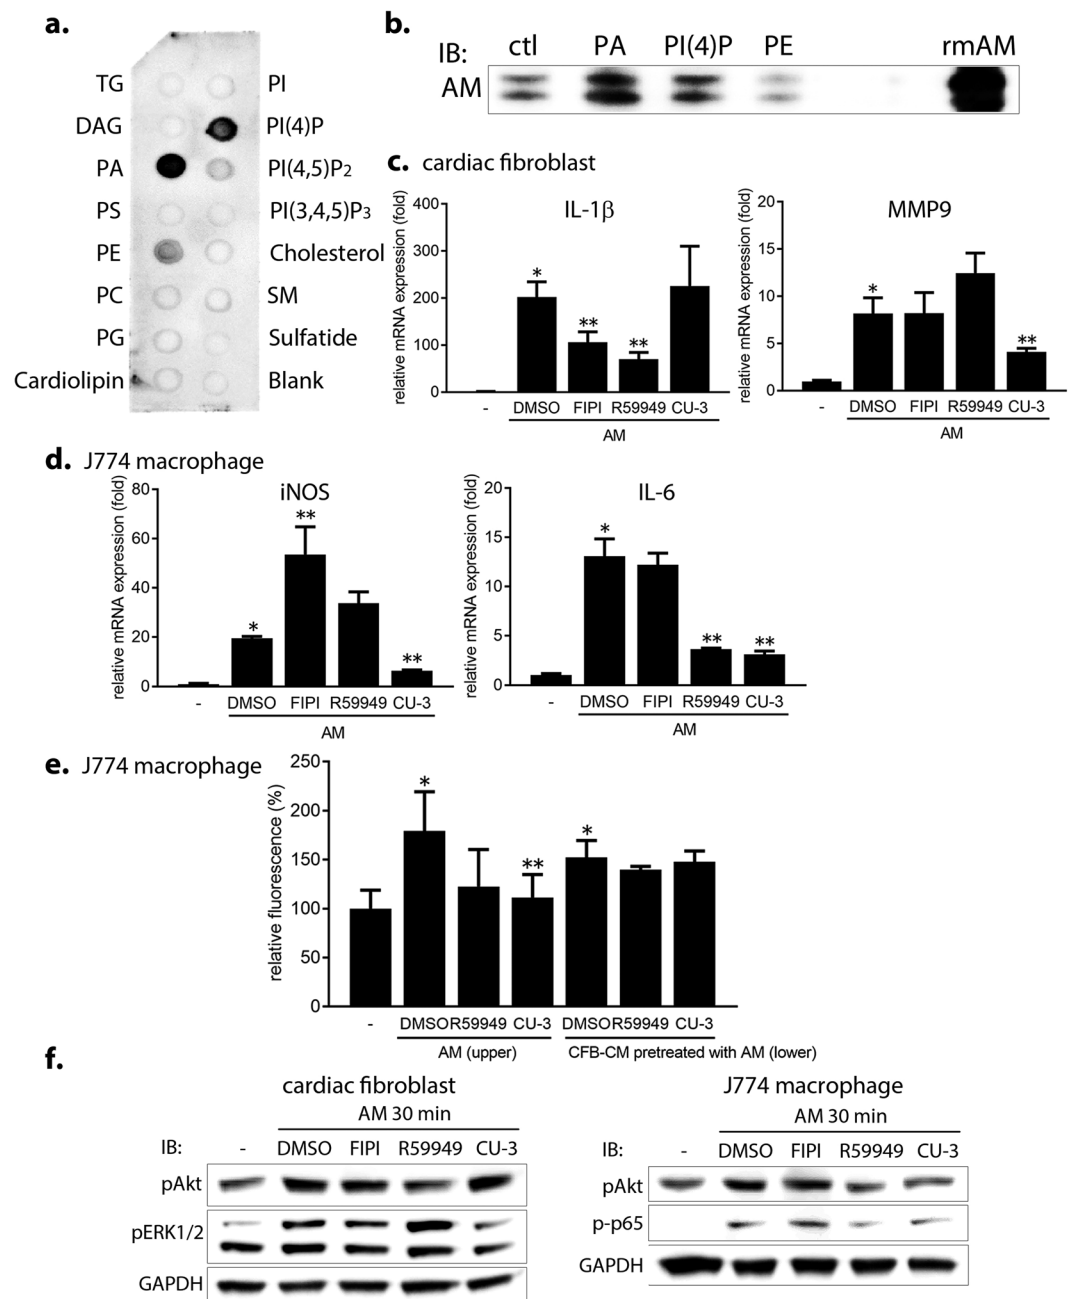 a.
TG PI
DAG PI(4)P
PA PI(4,5)P2
PS PI(3,4,5)P3
PE Cholesterol
PC SM
PG Sulfatide
Cardiolipin Blank
b.
IB: ctl PA PI(4)P PE rmAM
AM
c. cardiac fibroblast
IL-1β
relative mRNA expression (fold)
400
300
200
100
0
- DMSO FIPI R59949 CU-3
AM
* ** **
MMP9
relative mRNA expression (fold)
20
15
10
5
0
- DMSO FIPI R59949 CU-3
AM
* **
d. J774 macrophage
iNOS
relative mRNA expression (fold)
80
60
40
20
0
- DMSO FIPI R59949 CU-3
AM
* ** **
IL-6
relative mRNA expression (fold)
20
15
10
5
0
- DMSO FIPI R59949 CU-3
AM
* ** **
e. J774 macrophage
relative fluorescence (%)
250
200
150
100
50
0
* ** *
- DMSO R59949 CU-3 DMSO R59949 CU-3
AM (upper) CFB-CM pretreated with AM (lower)
f.
cardiac fibroblast
AM 30 min
IB: - DMSO FIPI R59949 CU-3
pAkt
pERK1/2
GAPDH
J774 macrophage
AM 30 min
IB: - DMSO FIPI R59949 CU-3
pAkt
p-p65
GAPDH